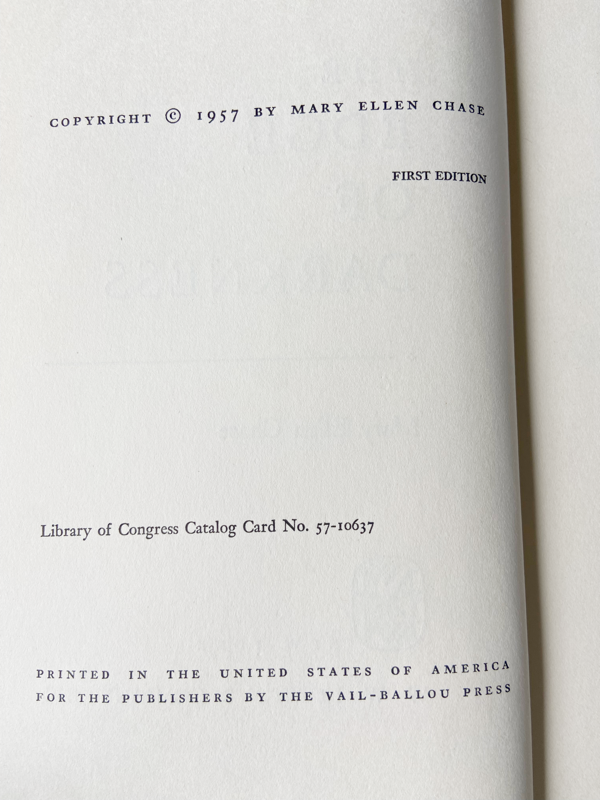 COPYRIGHT © 1957 BY MARY ELLEN CHASE
FIRST EDITION
Library of Congress Catalog Card No. 57-10637
PRINTED IN THE UNITED STATES OF AMERICA
FOR THE PUBLISHERS BY THE VAIL-BALLOU PRESS